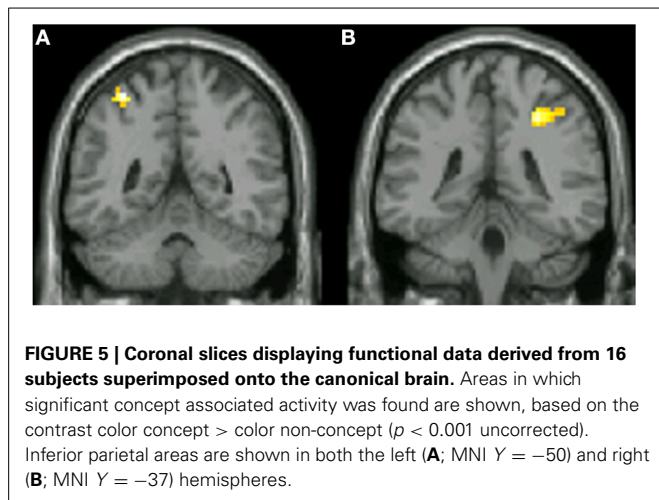 A B
FIGURE 5 | Coronal slices displaying functional data derived from 16
subjects superimposed onto the canonical brain. Areas in which
significant concept associated activity was found are shown, based on the
contrast color concept > color non-concept (p < 0.001 uncorrected).
Inferior parietal areas are shown in both the left (A; MNI Y = −50) and right
(B; MNI Y = −37) hemispheres.